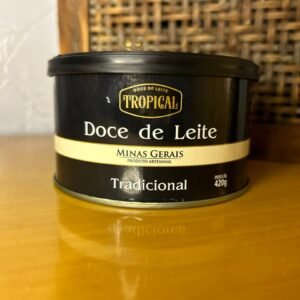 DOCE DE LEITE
TROPICAL
Doce de Leite
MINAS GERAIS
PRODUTO ARTESANAL
Tradicional
PESO LÍQ.
420g